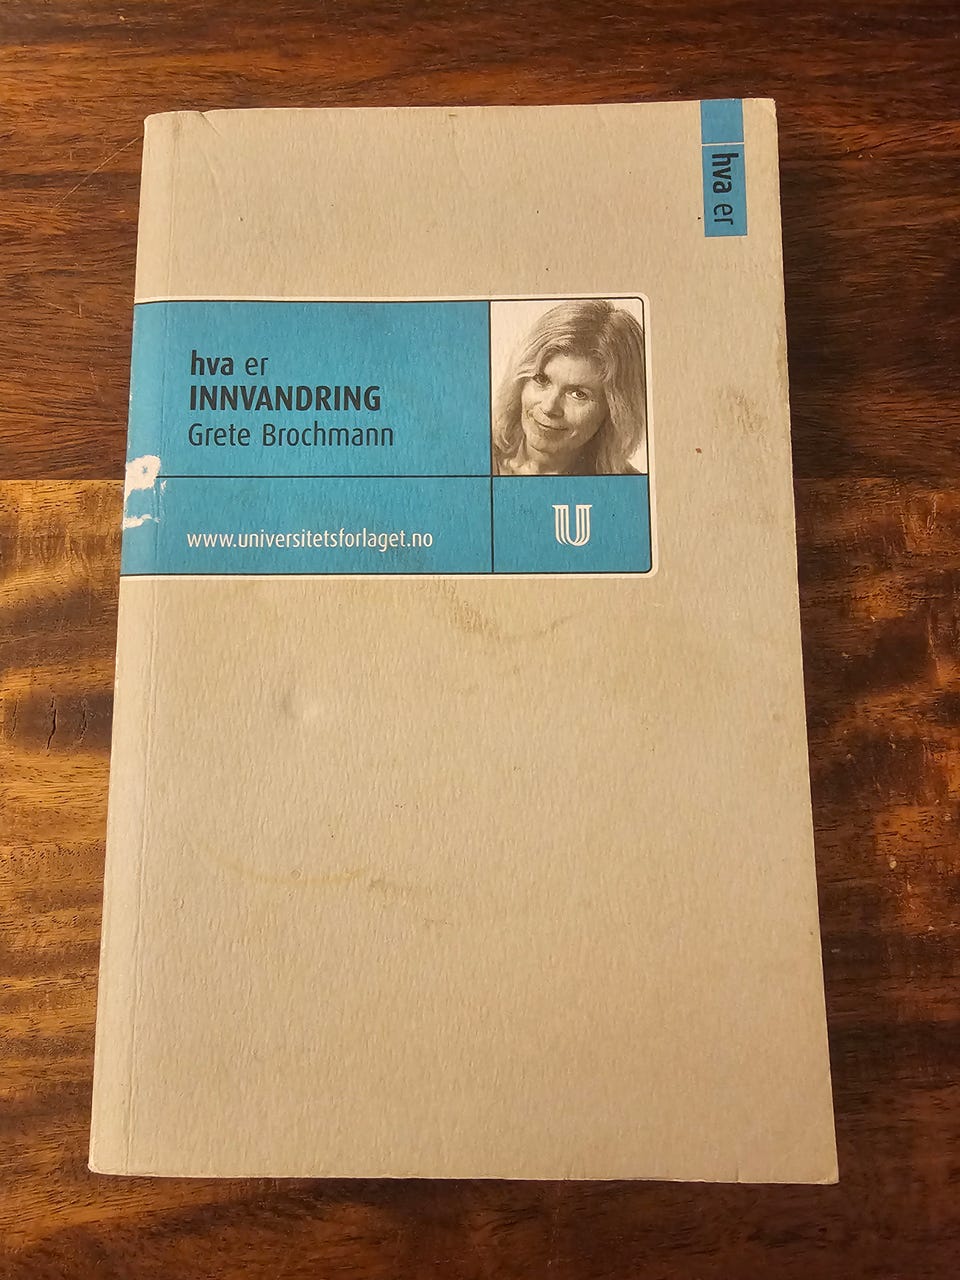 hva er
hva er
INNVANDRING
Grete Brochmann
www.universitetsforlaget.no
U